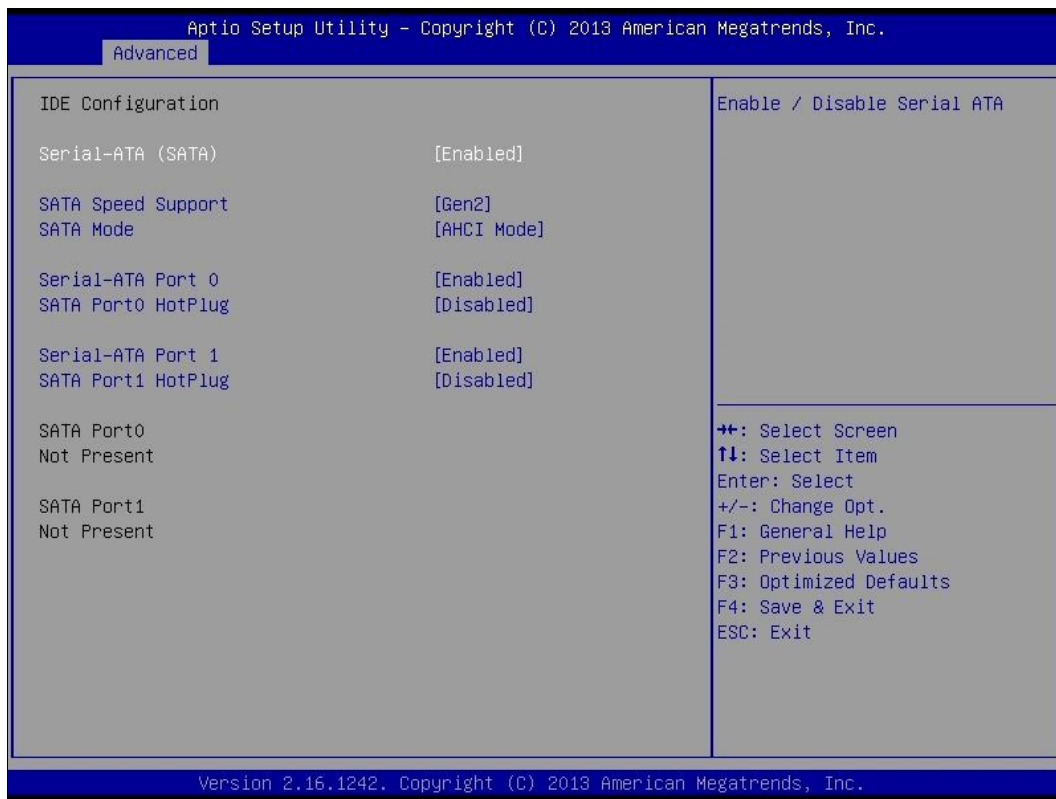 Aptio Setup Utility – Copyright (C) 2013 American Megatrends, Inc.
Advanced
IDE Configuration
Serial-ATA (SATA) [Enabled]
SATA Speed Support [Gen2]
SATA Mode [AHCI Mode]
Serial-ATA Port 0 [Enabled]
SATA Port0 HotPlug [Disabled]
Serial-ATA Port 1 [Enabled]
SATA Port1 HotPlug [Disabled]
SATA Port0
Not Present
SATA Port1
Not Present
Enable / Disable Serial ATA
→←: Select Screen
↑↓: Select Item
Enter: Select
+/-: Change Opt.
F1: General Help
F2: Previous Values
F3: Optimized Defaults
F4: Save & Exit
ESC: Exit
Version 2.16.1242. Copyright (C) 2013 American Megatrends, Inc.